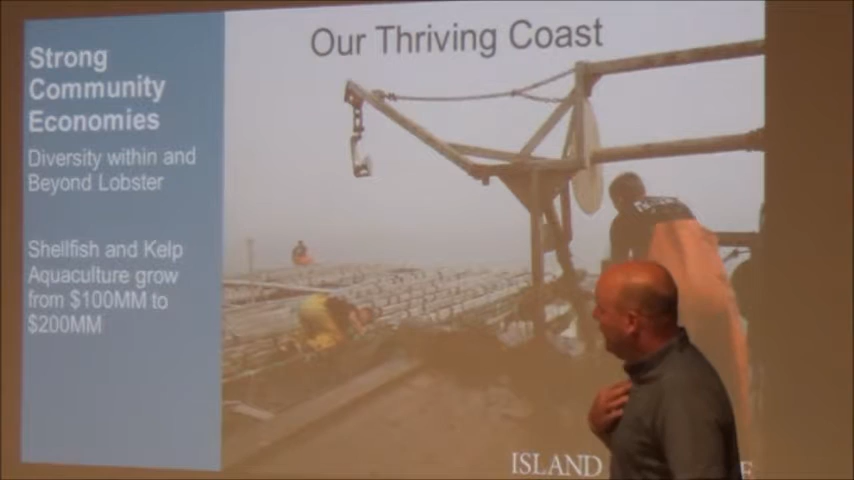 Our Thriving Coast
Strong
Community
Economies
Diversity within and
Beyond Lobster
Shellfish and Kelp
Aquaculture grow
from $100MM to
$200MM
ISLAND